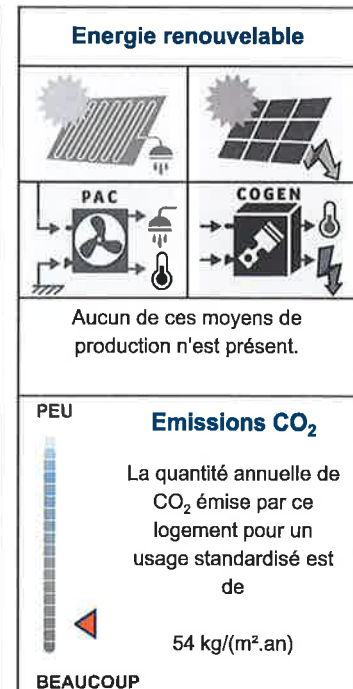 Energie renouvelable
PAC
COGEN
Aucun de ces moyens de
production n'est présent.
PEU
Emissions CO₂
La quantité annuelle de
CO₂ émise par ce
logement pour un
usage standardisé est
de
54 kg/(m².an)
BEAUCOUP